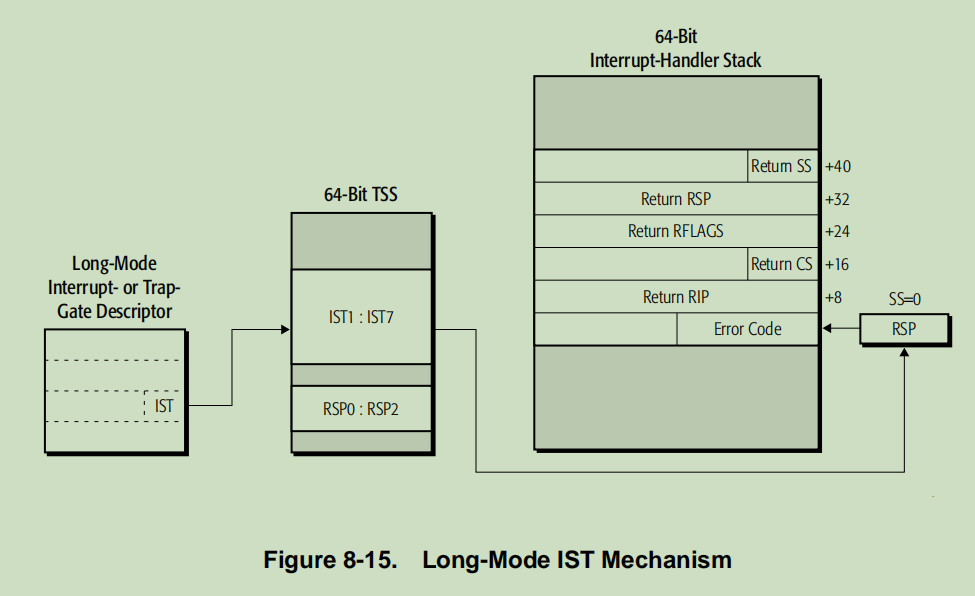 64-Bit
Interrupt-Handler Stack
Return SS +40
64-Bit TSS
Return RSP +32
Return RFLAGS +24
Long-Mode
Interrupt- or Trap-
Gate Descriptor
Return CS +16
Return RIP +8
SS=0
IST1 : IST7
Error Code
RSP
IST
RSP0 : RSP2
Figure 8-15. Long-Mode IST Mechanism